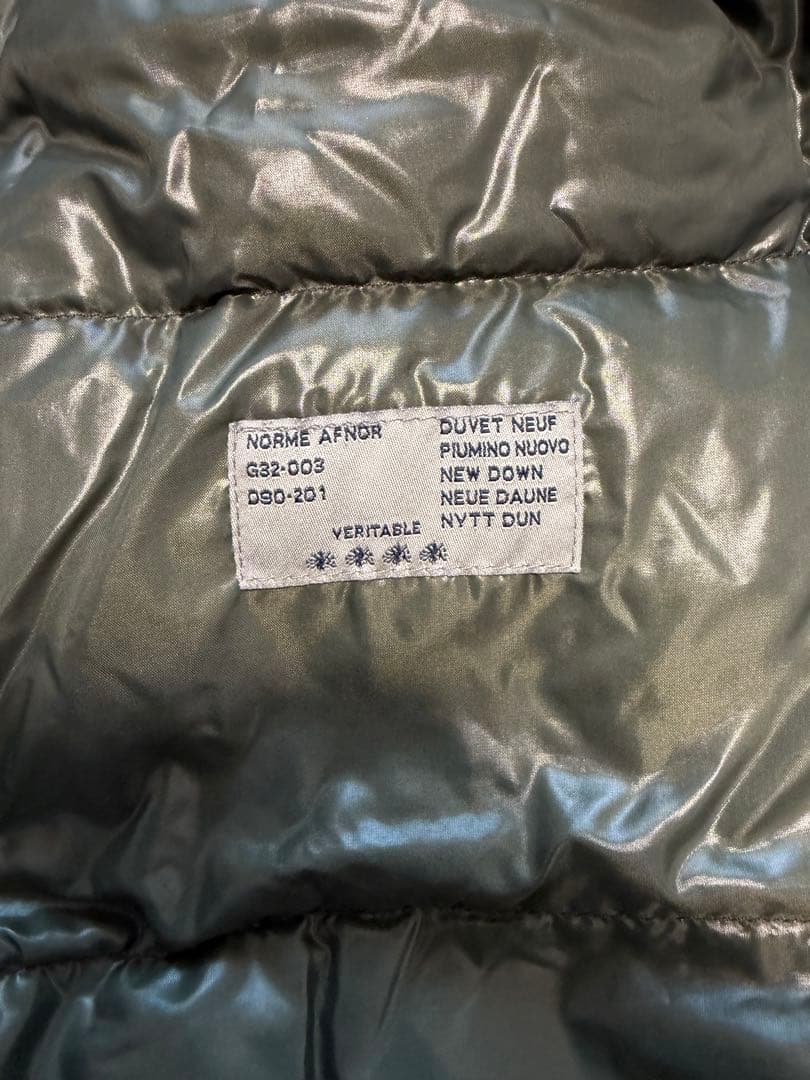 NORME AFNOR
G32-003
D90-201
VERITABLE
****
DUVET NEUF
PIUMINO NUOVO
NEW DOWN
NEUE DAUNE
NYTT DUN